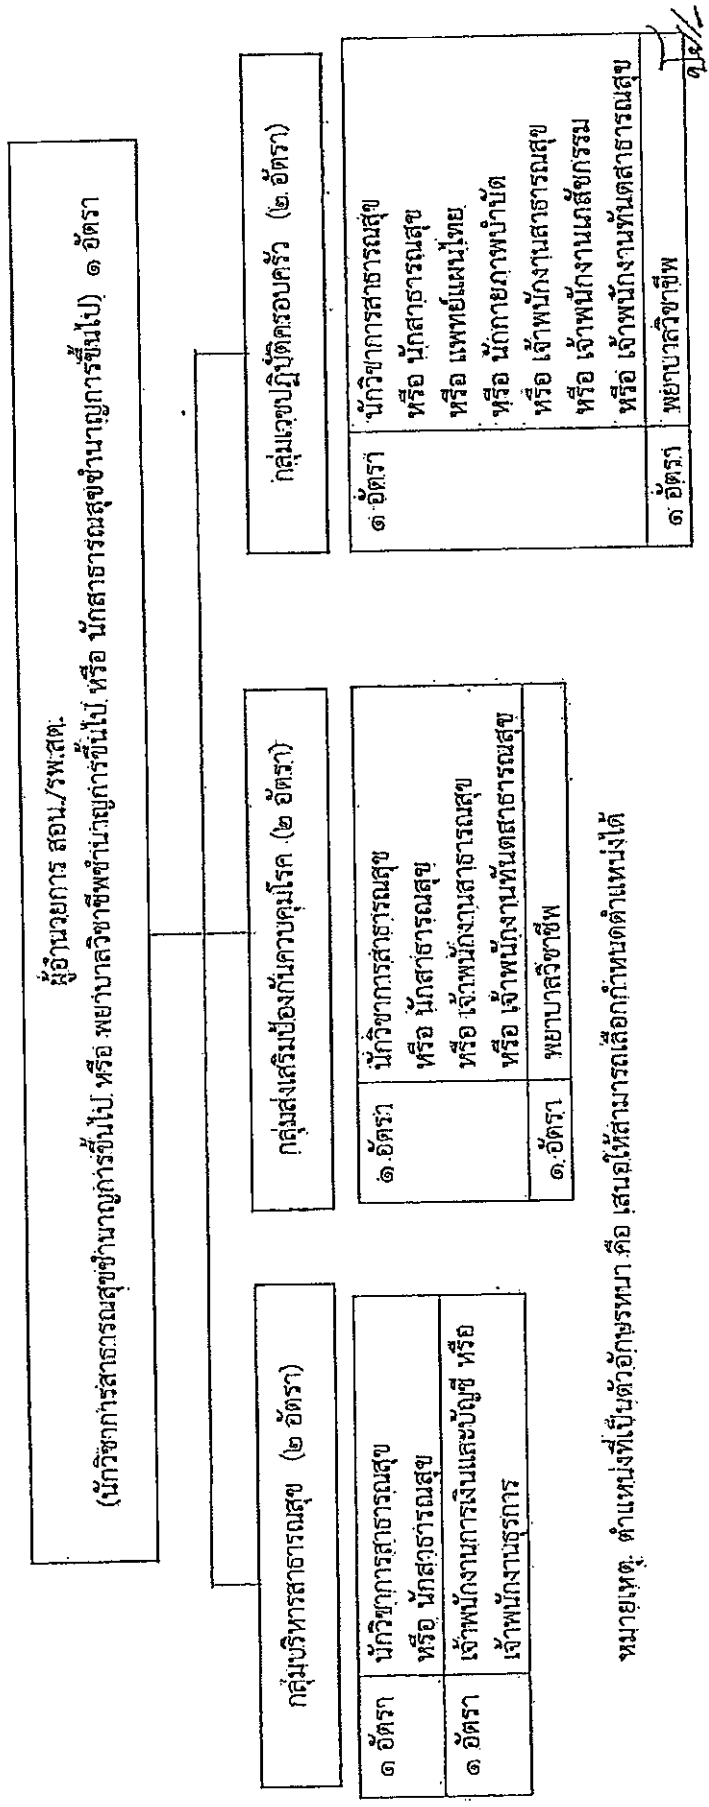 ผู้อำนวยการ สอน./รพ.สต.
(นักวิชาการสาธารณสุขชำนาญการขึ้นไป หรือ พยาบาลวิชาชีพชำนาญการขึ้นไป หรือ นักสาธารณสุขชำนาญการขึ้นไป) ๑ อัตรา
กลุ่มบริหารสาธารณสุข (๒ อัตรา)
๑ อัตรา นักวิชาการสาธารณสุข
หรือ นักสาธารณสุข
๑ อัตรา เจ้าพนักงานการเงินและบัญชี หรือ
เจ้าพนักงานธุรการ
กลุ่มส่งเสริมป้องกันควบคุมโรค (๒ อัตรา)
๑ อัตรา นักวิชาการสาธารณสุข
หรือ นักสาธารณสุข
หรือ เจ้าพนักงานสาธารณสุข
หรือ เจ้าพนักงานทันตสาธารณสุข
๑ อัตรา พยาบาลวิชาชีพ
กลุ่มเวชปฏิบัติครอบครัว (๒ อัตรา)
๑ อัตรา นักวิชาการสาธารณสุข
หรือ นักสาธารณสุข
หรือ แพทย์แผนไทย
หรือ นักกายภาพบำบัด
หรือ เจ้าพนักงานสาธารณสุข
หรือ เจ้าพนักงานเภสัชกรรม
หรือ เจ้าพนักงานทันตสาธารณสุข
๑ อัตรา พยาบาลวิชาชีพ
หมายเหตุ ตำแหน่งที่เป็นตัวอักษรหนา คือ เสนอให้สามารถเลือกกำหนดตำแหน่งได้